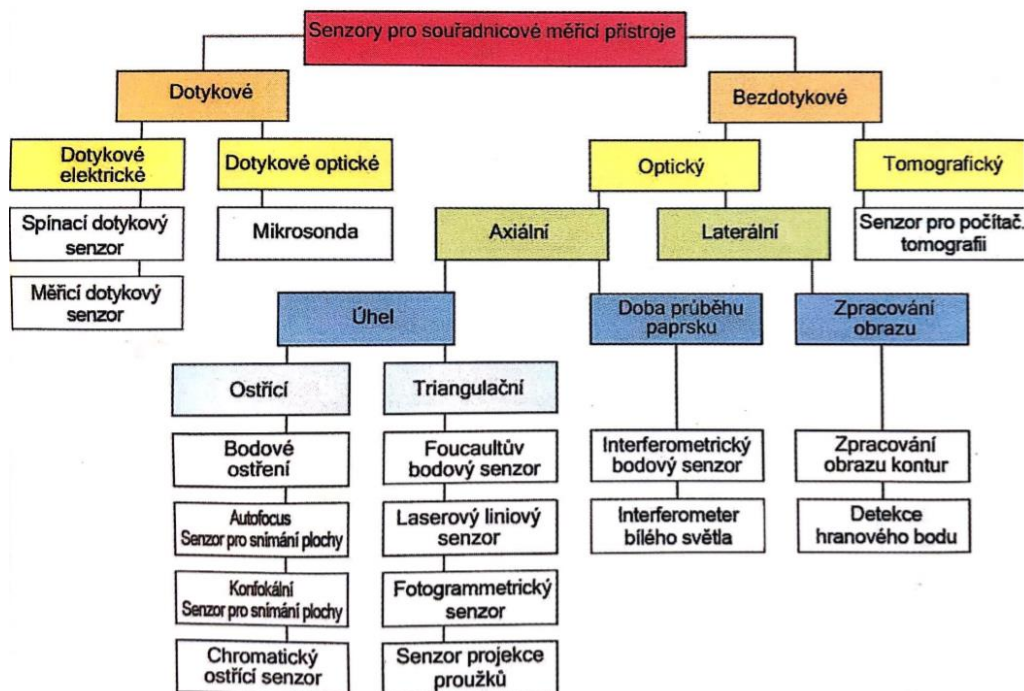 Senzory pro souřadnicové měřicí přístroje
Dotykové
Bezdotykové
Dotykové
elektrické
Dotykové optické
Optický
Tomografický
Spínací dotykový
senzor
Mikrosonda
Axiální
Laterální
Senzor pro počítač.
tomografii
Měřicí dotykový
senzor
Úhel
Doba průběhu
paprsku
Zpracování
obrazu
Ostřící
Triangulační
Bodové
ostření
Foucaultův
bodový senzor
Interferometrický
bodový senzor
Zpracování
obrazu kontur
Autofocus
Senzor pro snímání plochy
Laserový liniový
senzor
Interferometer
bílého světla
Detekce
hranového bodu
Konfokální
Senzor pro snímání plochy
Fotogrammetrický
senzor
Chromatický
ostřící senzor
Senzor projekce
proužků